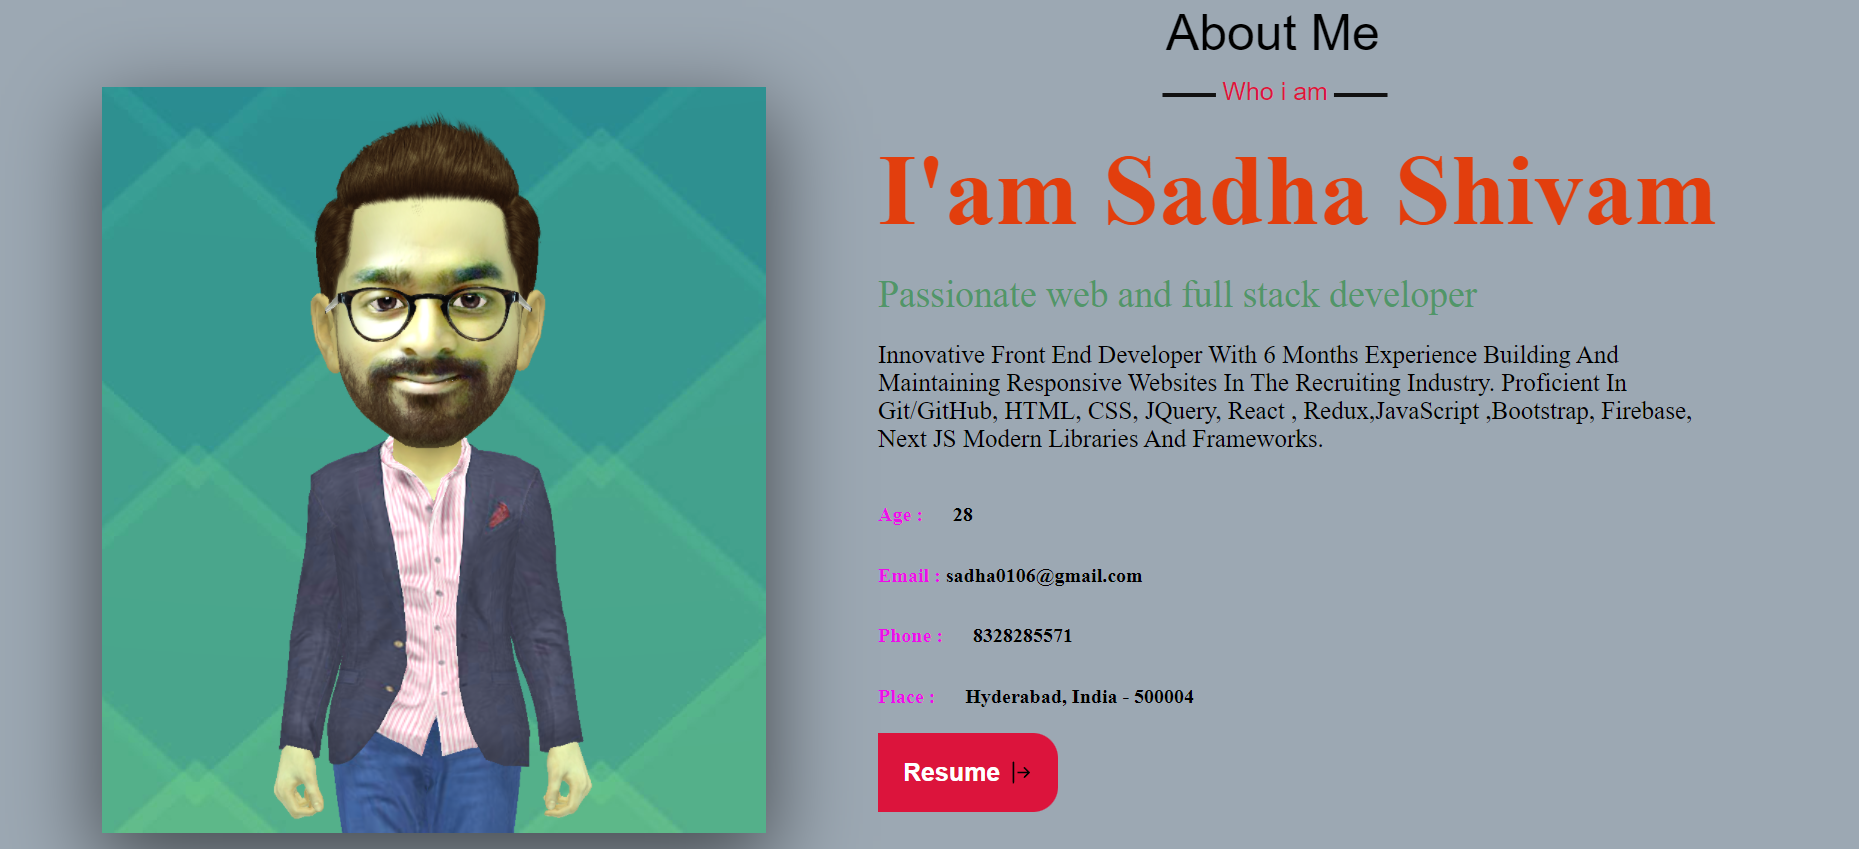 About Me
Who i am
I'am Sadha Shivam
Passionate web and full stack developer
Innovative Front End Developer With 6 Months Experience Building And
Maintaining Responsive Websites In The Recruiting Industry. Proficient In
Git/GitHub, HTML, CSS, JQuery, React , Redux,JavaScript ,Bootstrap, Firebase,
Next JS Modern Libraries And Frameworks.
Age : 28
Email : sadha0106@gmail.com
Phone : 8328285571
Place : Hyderabad, India - 500004
Resume